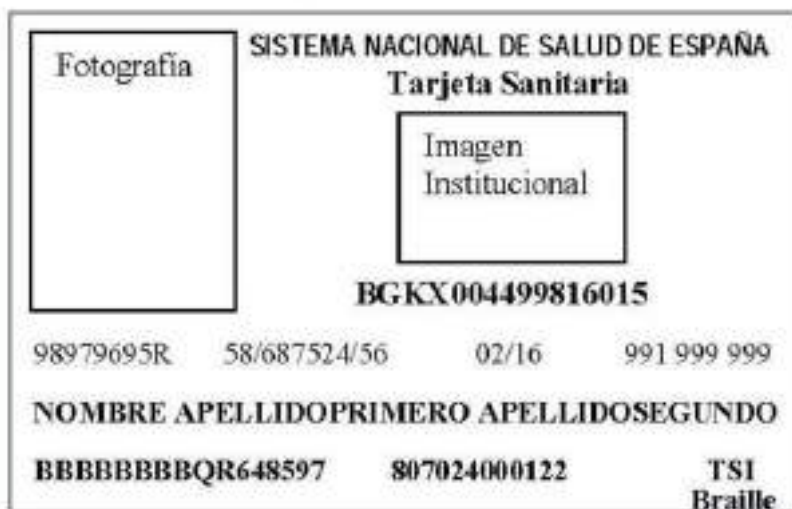 Fotografía
SISTEMA NACIONAL DE SALUD DE ESPAÑA
Tarjeta Sanitaria
Imagen
Institucional
BGKX004499816015
98979695R 58/687524/56 02/16 991 999 999
NOMBRE APELLIDOPRIMERO APELLIDOSEGUNDO
BBBBBBBBQR648597 807024000122 TSI
Braille